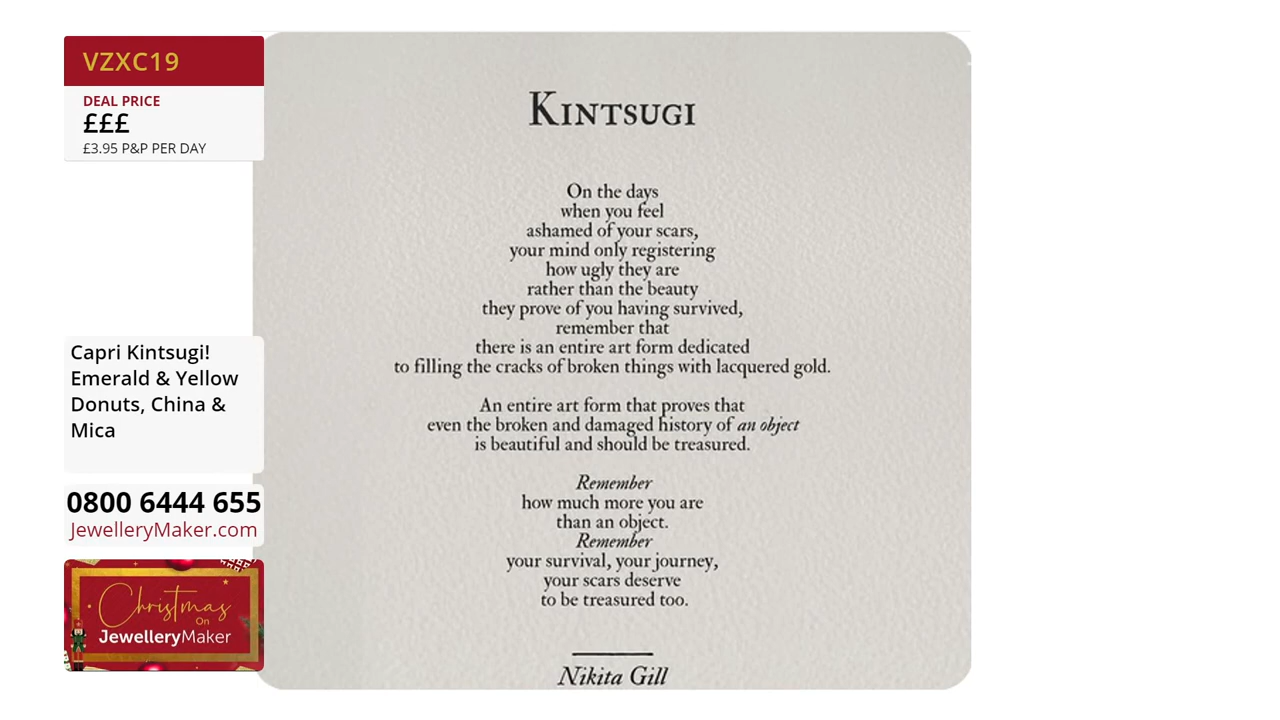 VZXC19
DEAL PRICE
£££
£3.95 P&P PER DAY
Capri Kintsugi!
Emerald & Yellow
Donuts, China &
Mica
0800 6444 655
JewelleryMaker.com
Christmas
On
JewelleryMaker
KINTSUGI
On the days
when you feel
ashamed of your scars,
your mind only registering
how ugly they are
rather than the beauty
they prove of you having survived,
remember that
there is an entire art form dedicated
to filling the cracks of broken things with lacquered gold.
An entire art form that proves that
even the broken and damaged history of an object
is beautiful and should be treasured.
Remember
how much more you are
than an object.
Remember
your survival, your journey,
your scars deserve
to be treasured too.
Nikita Gill